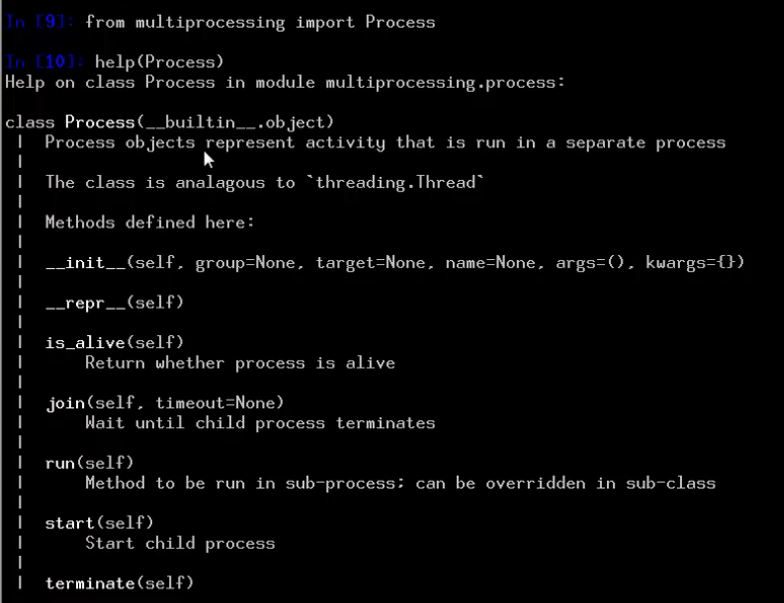 In [9]: from multiprocessing import Process
In [10]: help(Process)
Help on class Process in module multiprocessing.process:
class Process(__builtin__.object)
 |  Process objects represent activity that is run in a separate process
 |
 |  The class is analagous to `threading.Thread`
 |
 |  Methods defined here:
 |
 |  __init__(self, group=None, target=None, name=None, args=(), kwargs={})
 |
 |  __repr__(self)
 |
 |  is_alive(self)
 |      Return whether process is alive
 |
 |  join(self, timeout=None)
 |      Wait until child process terminates
 |
 |  run(self)
 |      Method to be run in sub-process; can be overridden in sub-class
 |
 |  start(self)
 |      Start child process
 |
 |  terminate(self)